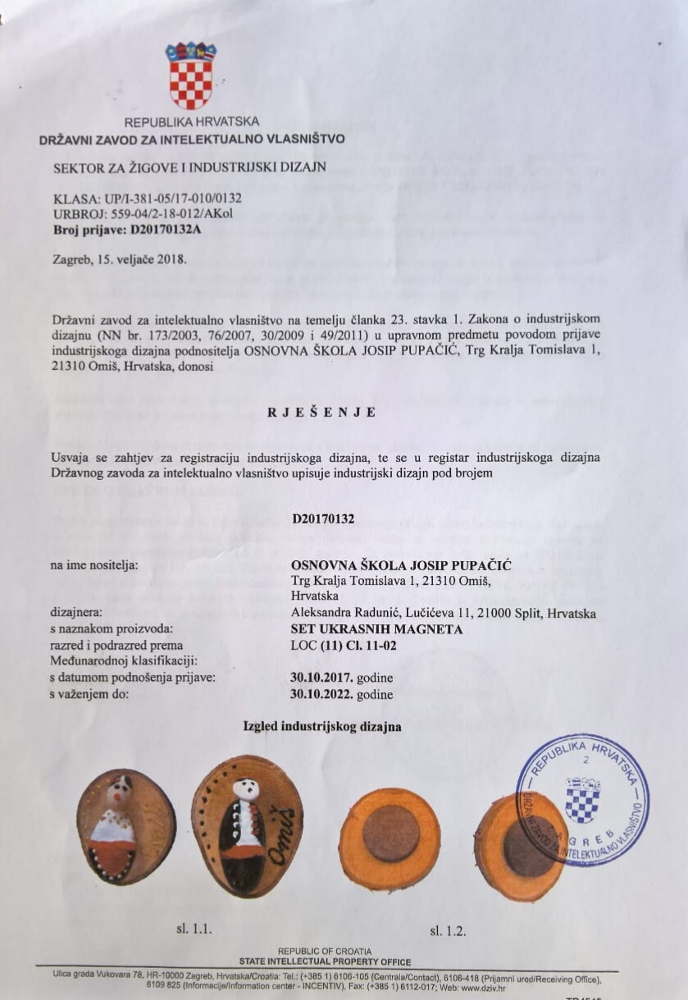 REPUBLIKA HRVATSKA
DRŽAVNI ZAVOD ZA INTELEKTUALNO VLASNIŠTVO
SEKTOR ZA ŽIGOVE I INDUSTRIJSKI DIZAJN
KLASA: UP/I-381-05/17-010/0132
URBROJ: 559-04/2-18-012/AKol
Broj prijave: D20170132A
Zagreb, 15. veljače 2018.
Državni zavod za intelektualno vlasništvo na temelju članka 23. stavka 1. Zakona o industrijskom
dizajnu (NN br. 173/2003, 76/2007, 30/2009 i 49/2011) u upravnom predmetu povodom prijave
industrijskoga dizajna podnositelja OSNOVNA ŠKOLA JOSIP PUPAČIĆ, Trg Kralja Tomislava 1,
21310 Omiš, Hrvatska, donosi
R J E Š E N J E
Usvaja se zahtjev za registraciju industrijskoga dizajna, te se u registar industrijskoga dizajna
Državnog zavoda za intelektualno vlasništvo upisuje industrijski dizajn pod brojem
D20170132
na ime nositelja: OSNOVNA ŠKOLA JOSIP PUPAČIĆ
Trg Kralja Tomislava 1, 21310 Omiš,
Hrvatska
dizajnera: Aleksandra Radunić, Lučićeva 11, 21000 Split, Hrvatska
s naznakom proizvoda: SET UKRASNIH MAGNETA
razred i podrazred prema LOC (11) Cl. 11-02
Međunarodnoj klasifikaciji:
s datumom podnošenja prijave: 30.10.2017. godine
s važenjem do: 30.10.2022. godine
Izgled industrijskog dizajna
Omiš
REPUBLIKA HRVATSKA
2
DRŽAVNI ZAVOD ZA INTELEKTUALNO VLASNIŠTVO
ZAGREB
sl. 1.1. sl. 1.2.
REPUBLIC OF CROATIA
STATE INTELLECTUAL PROPERTY OFFICE
Ulica grada Vukovara 78, HR-10000 Zagreb, Hrvatska/Croatia: Tel.: (+385 1) 6106-105 (Centrala/Contact), 6106-418 (Prijamni ured/Receiving Office),
6109 825 (Informacije/Information center - INCENTIV), Fax: (+385 1) 6112-017; Web: www.dziv.hr